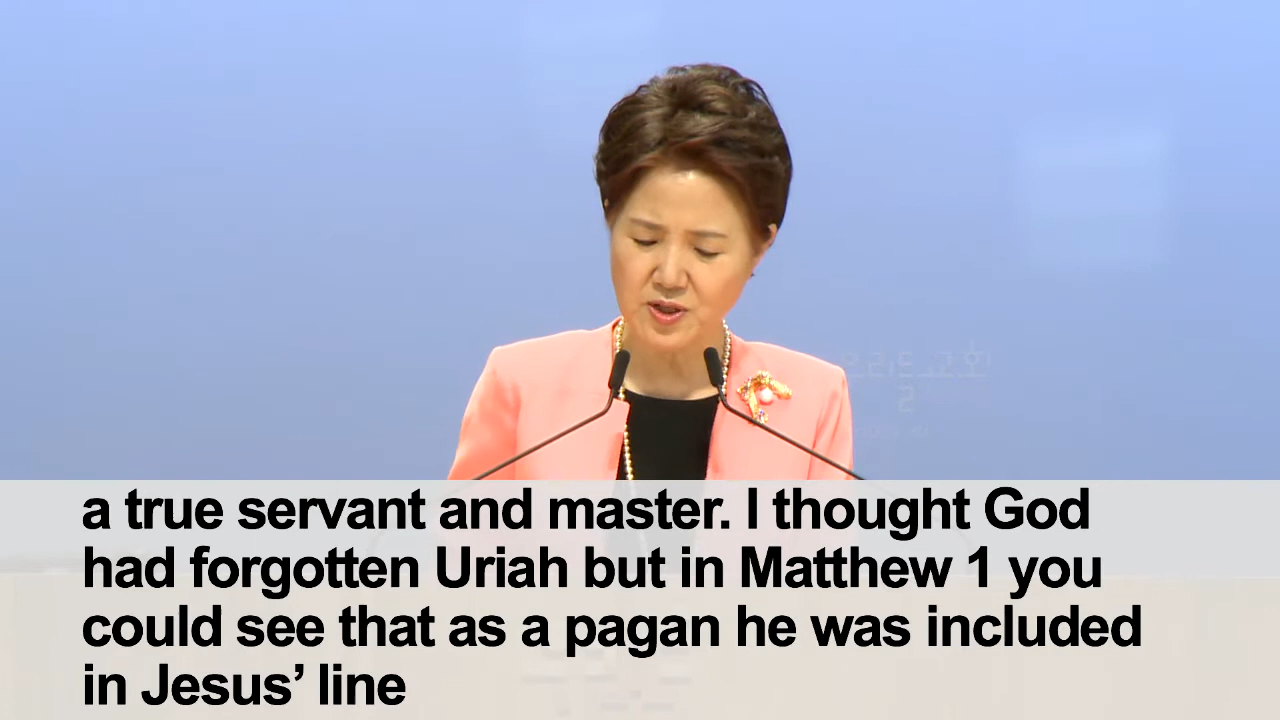 a true servant and master. I thought God
had forgotten Uriah but in Matthew 1 you
could see that as a pagan he was included
in Jesus’ line